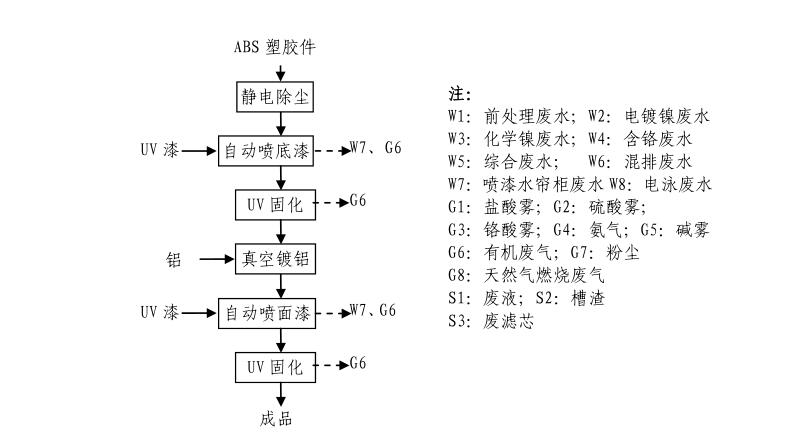 ABS 塑胶件
静电除尘
UV 漆
自动喷底漆
W7、G6
UV 固化
G6
铝
真空镀铝
UV 漆
自动喷面漆
W7、G6
UV 固化
G6
成品
注：
W1：前处理废水；W2：电镀镍废水
W3：化学镍废水；W4：含铬废水
W5：综合废水； W6：混排废水
W7：喷漆水帘柜废水 W8：电泳废水
G1：盐酸雾；G2：硫酸雾；
G3：铬酸雾；G4：氨气；G5：碱雾
G6：有机废气；G7：粉尘
G8：天然气燃烧废气
S1：废液；S2：槽渣
S3：废滤芯